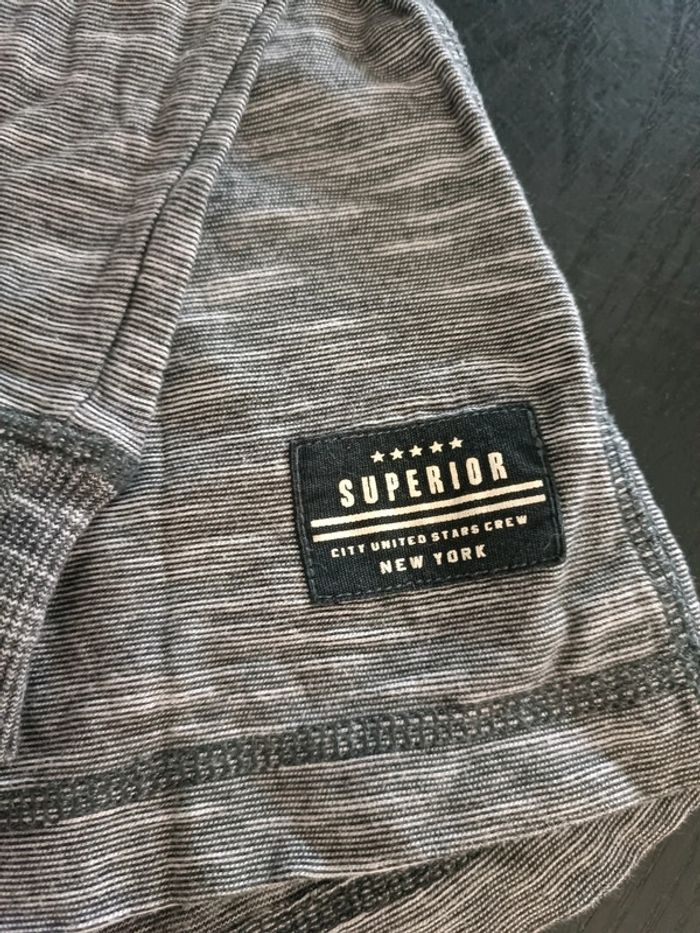 ★★★★★
SUPERIOR
CITY UNITED STARS CREW
NEW YORK